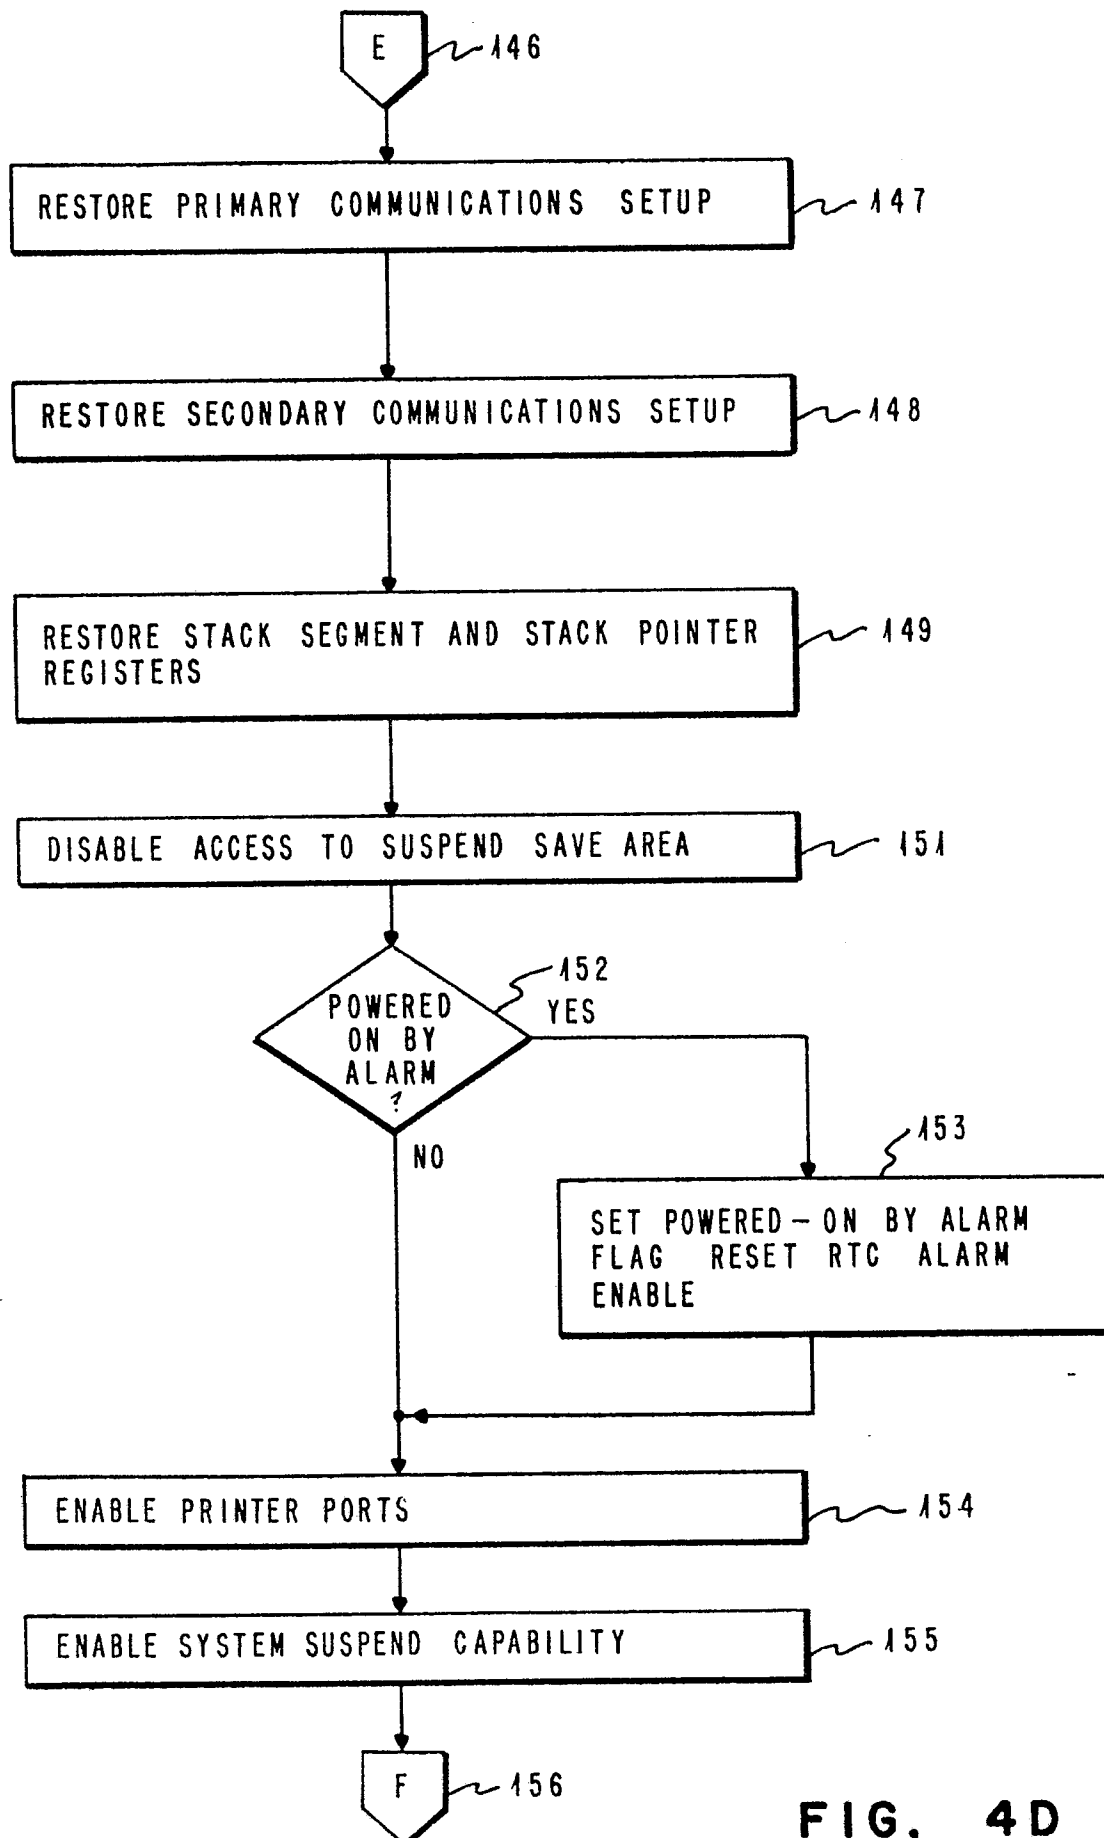 E
146
RESTORE PRIMARY COMMUNICATIONS SETUP
147
RESTORE SECONDARY COMMUNICATIONS SETUP
148
RESTORE STACK SEGMENT AND STACK POINTER
REGISTERS
149
DISABLE ACCESS TO SUSPEND SAVE AREA
151
152
POWERED
ON BY
ALARM
?
YES
NO
153
SET POWERED-ON BY ALARM
FLAG RESET RTC ALARM
ENABLE
ENABLE PRINTER PORTS
154
ENABLE SYSTEM SUSPEND CAPABILITY
155
F
156
FIG. 4D